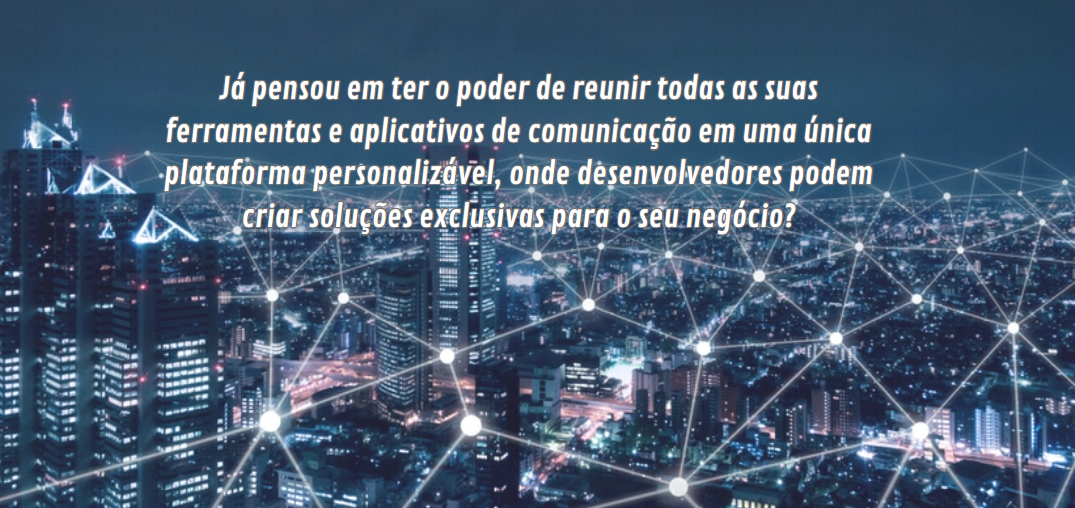 Já pensou em ter o poder de reunir todas as suas
ferramentas e aplicativos de comunicação em uma única
plataforma personalizável, onde desenvolvedores podem
criar soluções exclusivas para o seu negócio?